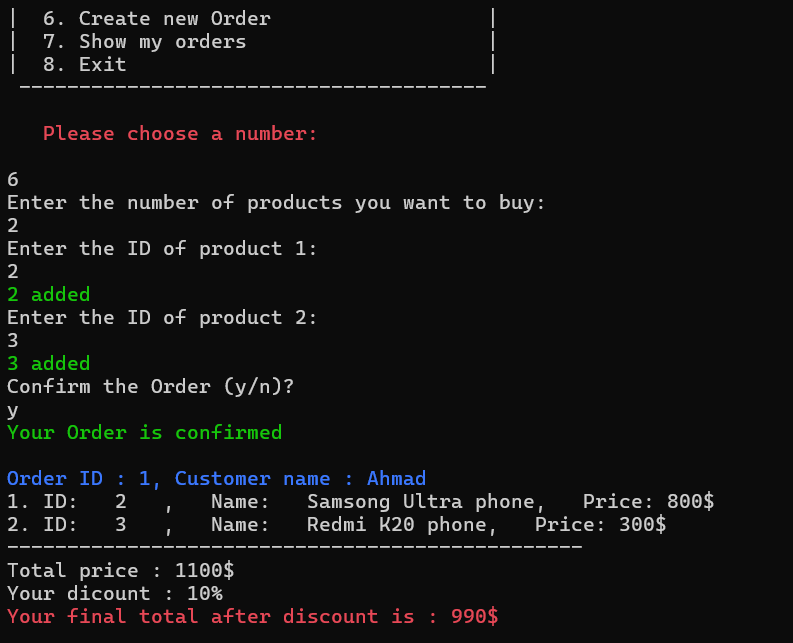 |  6. Create new Order                  |
|  7. Show my orders                    |
|  8. Exit                              |
 ---------------------------------------
   Please choose a number:
6
Enter the number of products you want to buy:
2
Enter the ID of product 1:
2
2 added
Enter the ID of product 2:
3
3 added
Confirm the Order (y/n)?
y
Your Order is confirmed
Order ID : 1, Customer name : Ahmad
1. ID:   2   ,   Name:   Samsong Ultra phone,   Price: 800$
2. ID:   3   ,   Name:   Redmi K20 phone,   Price: 300$
------------------------------------------------
Total price : 1100$
Your dicount : 10%
Your final total after discount is : 990$